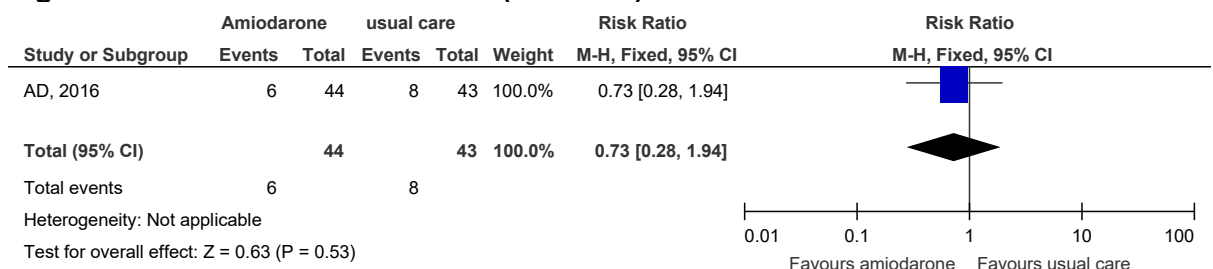 Amiodarone usual care Risk Ratio Risk Ratio
Study or Subgroup Events Total Events Total Weight M-H, Fixed, 95% CI M-H, Fixed, 95% CI
AD, 2016 6 44 8 43 100.0% 0.73 [0.28, 1.94]
Total (95% CI) 44 43 100.0% 0.73 [0.28, 1.94]
Total events 6 8
Heterogeneity: Not applicable
Test for overall effect: Z = 0.63 (P = 0.53)
0.01 0.1 1 10 100
Favours amiodarone Favours usual care